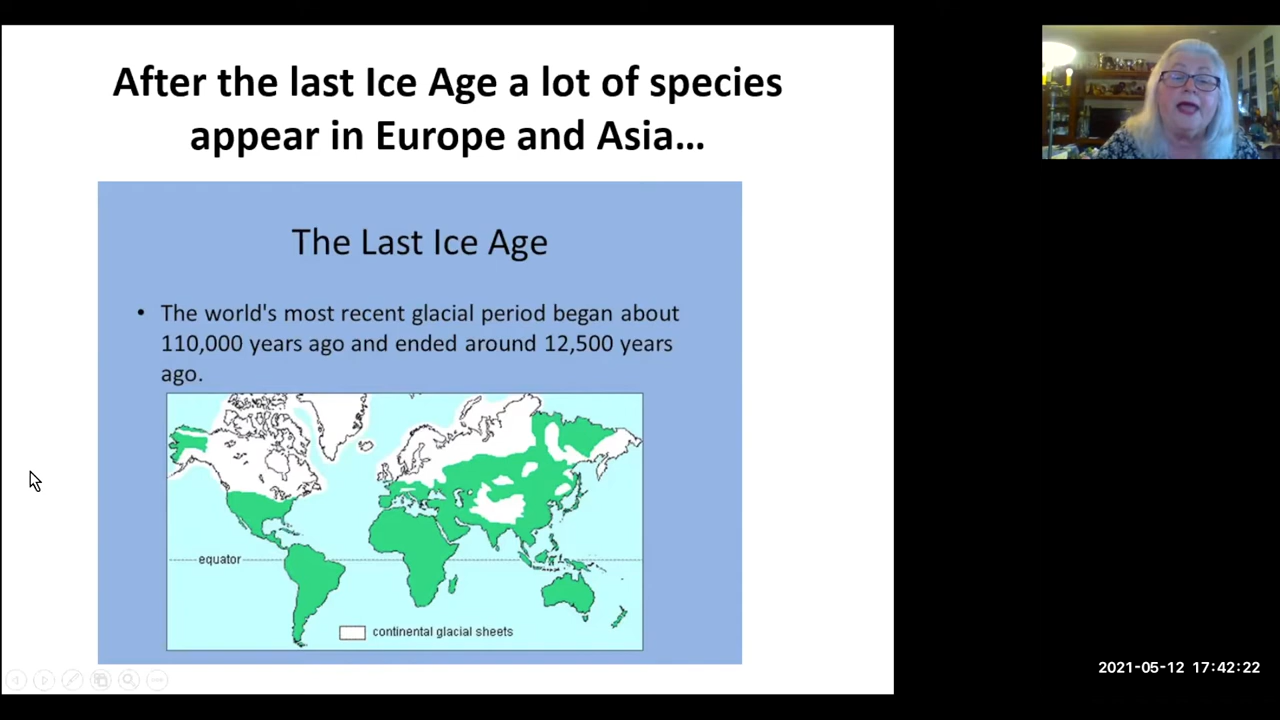 After the last Ice Age a lot of species
appear in Europe and Asia...
The Last Ice Age
• The world's most recent glacial period began about
110,000 years ago and ended around 12,500 years
ago.
equator
continental glacial sheets
2021-05-12 17:42:22